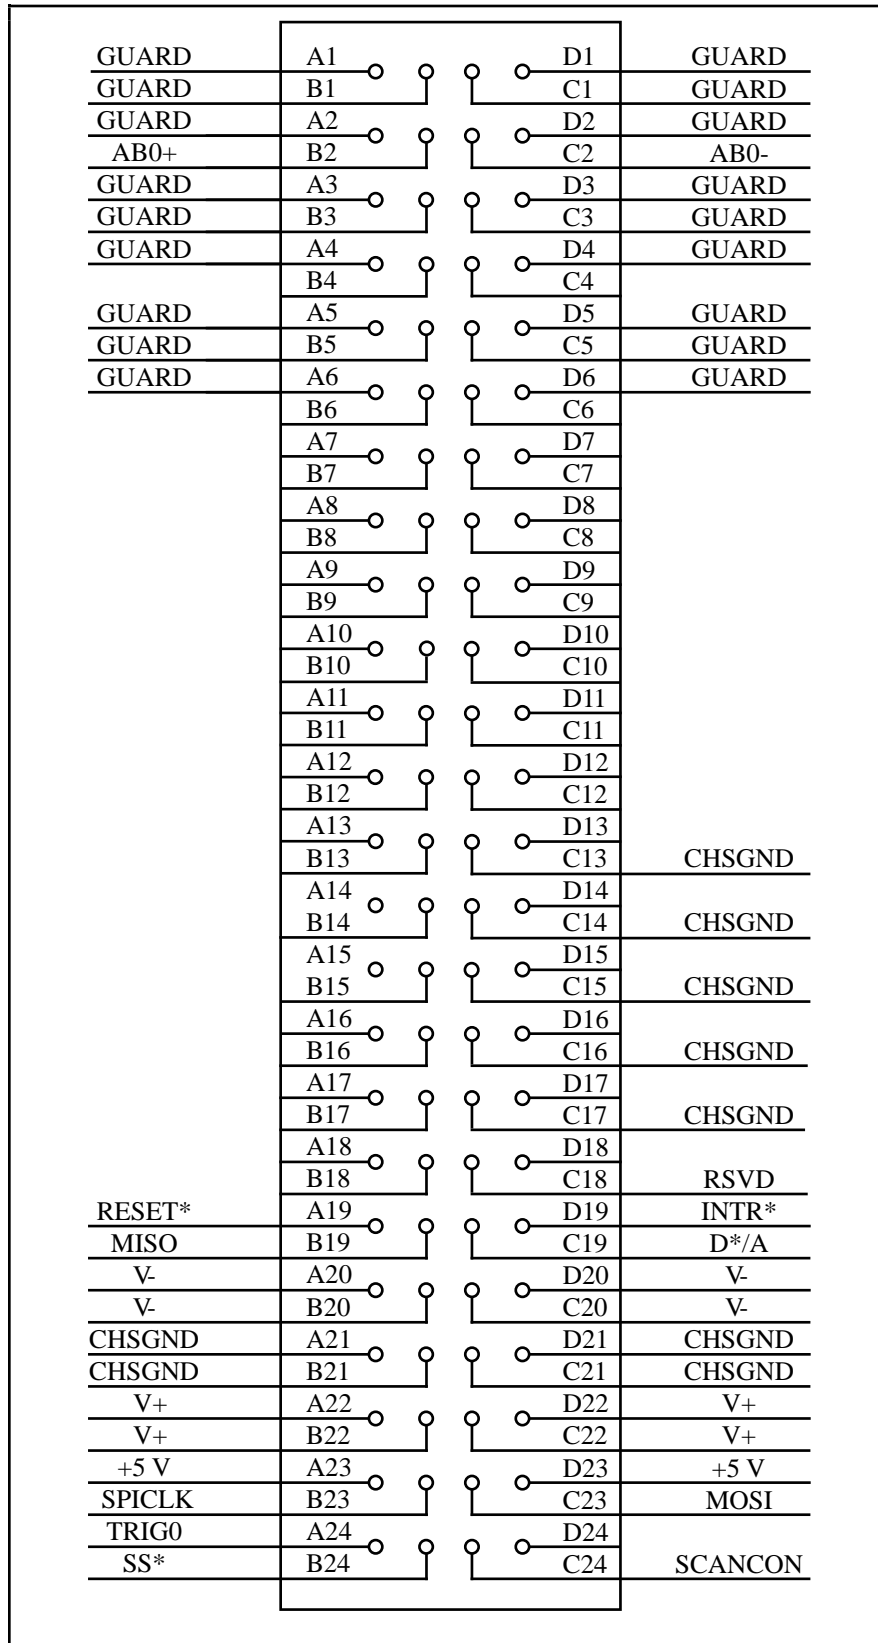 GUARD A1 D1 GUARD
GUARD B1 C1 GUARD
GUARD A2 D2 GUARD
AB0+ B2 C2 AB0-
GUARD A3 D3 GUARD
GUARD B3 C3 GUARD
GUARD A4 D4 GUARD
B4 C4
GUARD A5 D5 GUARD
GUARD B5 C5 GUARD
GUARD A6 D6 GUARD
B6 C6
A7 D7
B7 C7
A8 D8
B8 C8
A9 D9
B9 C9
A10 D10
B10 C10
A11 D11
B11 C11
A12 D12
B12 C12
A13 D13
B13 C13 CHSGND
A14 D14
B14 C14 CHSGND
A15 D15
B15 C15 CHSGND
A16 D16
B16 C16 CHSGND
A17 D17
B17 C17 CHSGND
A18 D18
B18 C18 RSVD
RESET* A19 D19 INTR*
MISO B19 C19 D*/A
V- A20 D20 V-
V- B20 C20 V-
CHSGND A21 D21 CHSGND
CHSGND B21 C21 CHSGND
V+ A22 D22 V+
V+ B22 C22 V+
+5 V A23 D23 +5 V
SPICLK B23 C23 MOSI
TRIG0 A24 D24
SS* B24 C24 SCANCON